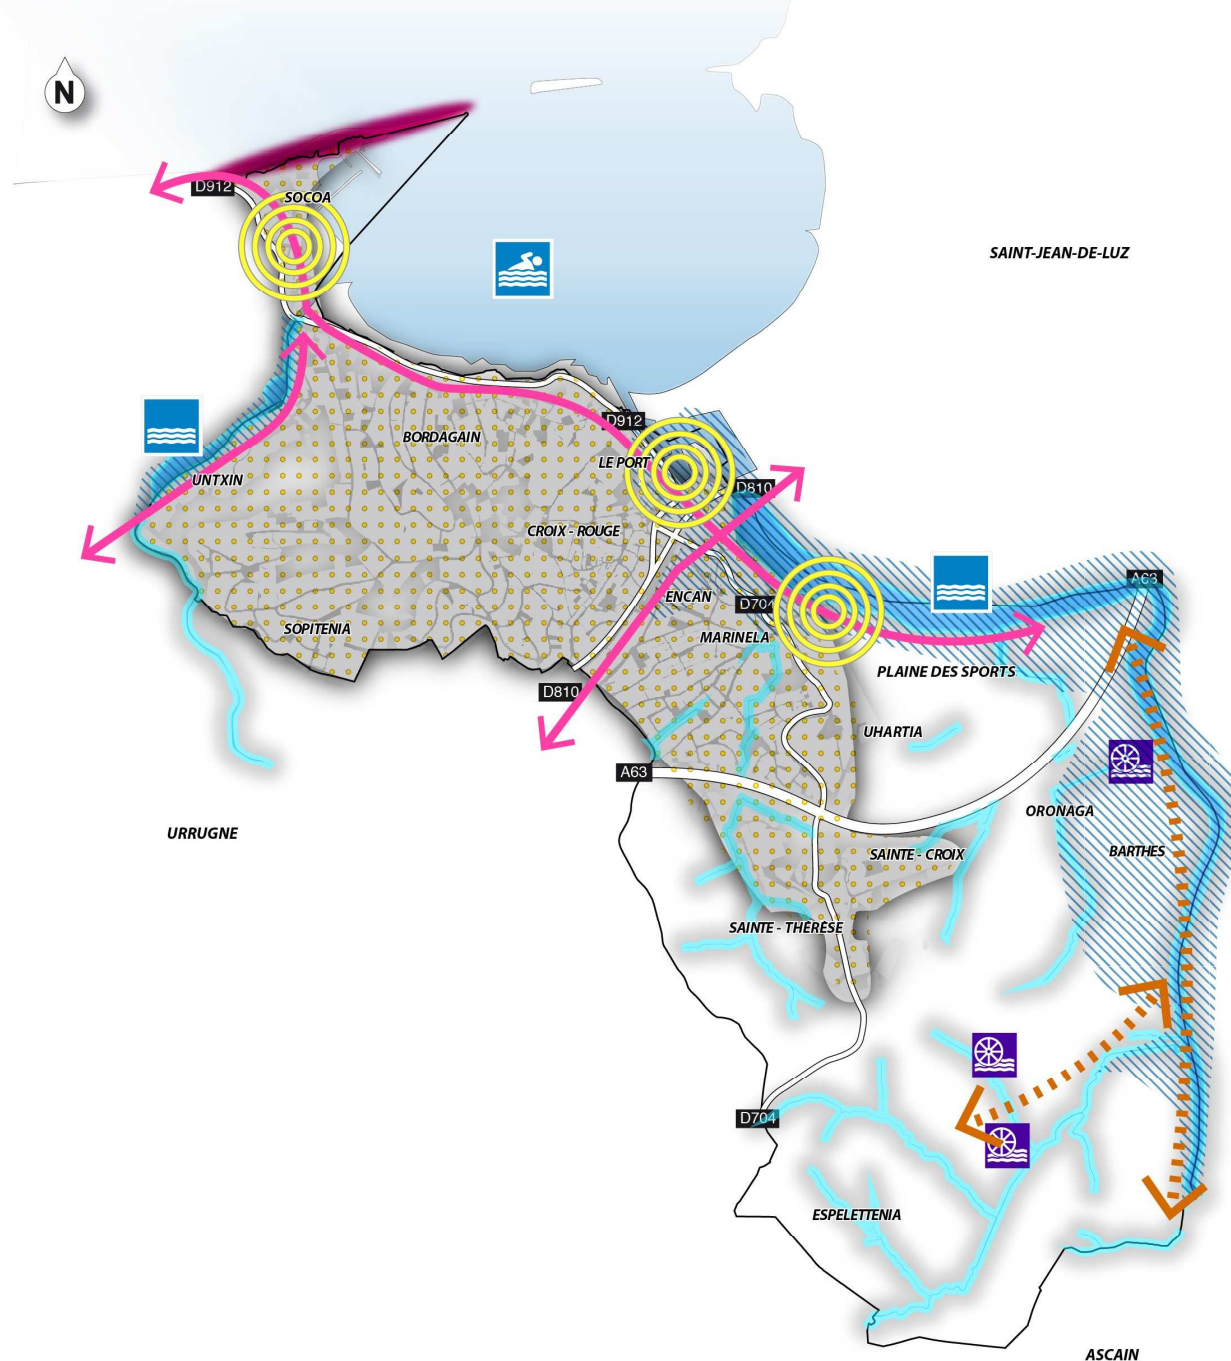 N
D912
SOCOA
SAINT-JEAN-DE-LUZ
D912
BORDAGAIN
LE PORT
UNTXIN
D810
CROIX - ROUGE
A63
ENCAN
D704
SOPITENIA
MARINELA
PLAINE DES SPORTS
D810
UHARTIA
A63
ORONAGA
URRUGNE
BARTHES
SAINTE - CROIX
SAINTE - THÉRÈSE
D704
ESPELETTENIA
ASCAIN